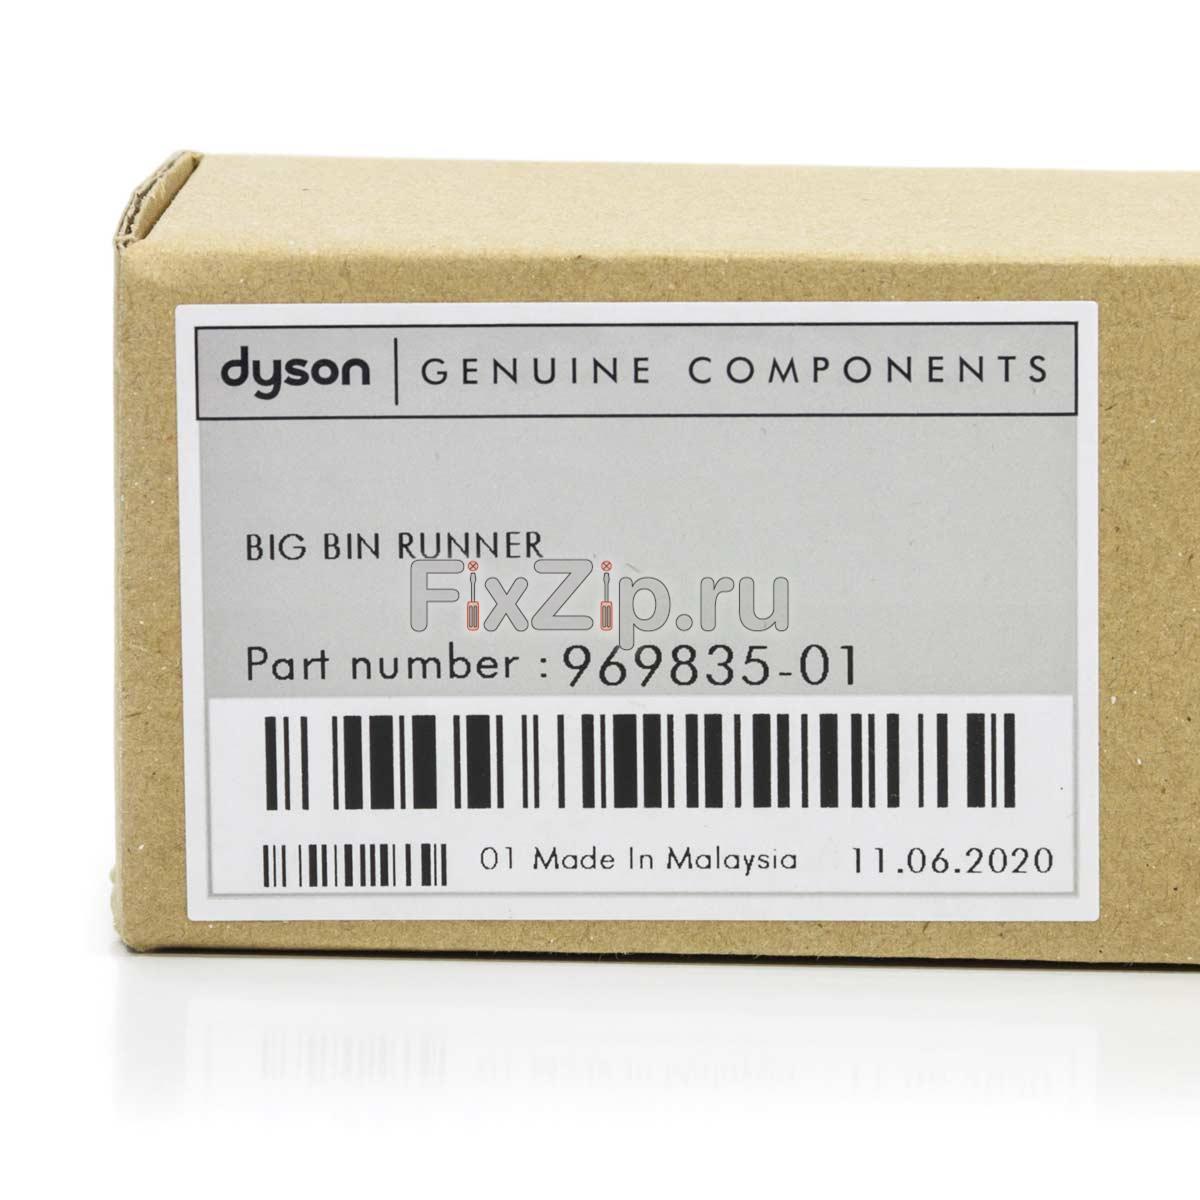 dyson | GENUINE COMPONENTS
BIG BIN RUNNER
FixZip.ru
Part number : 969835-01
01 Made In Malaysia 11.06.2020